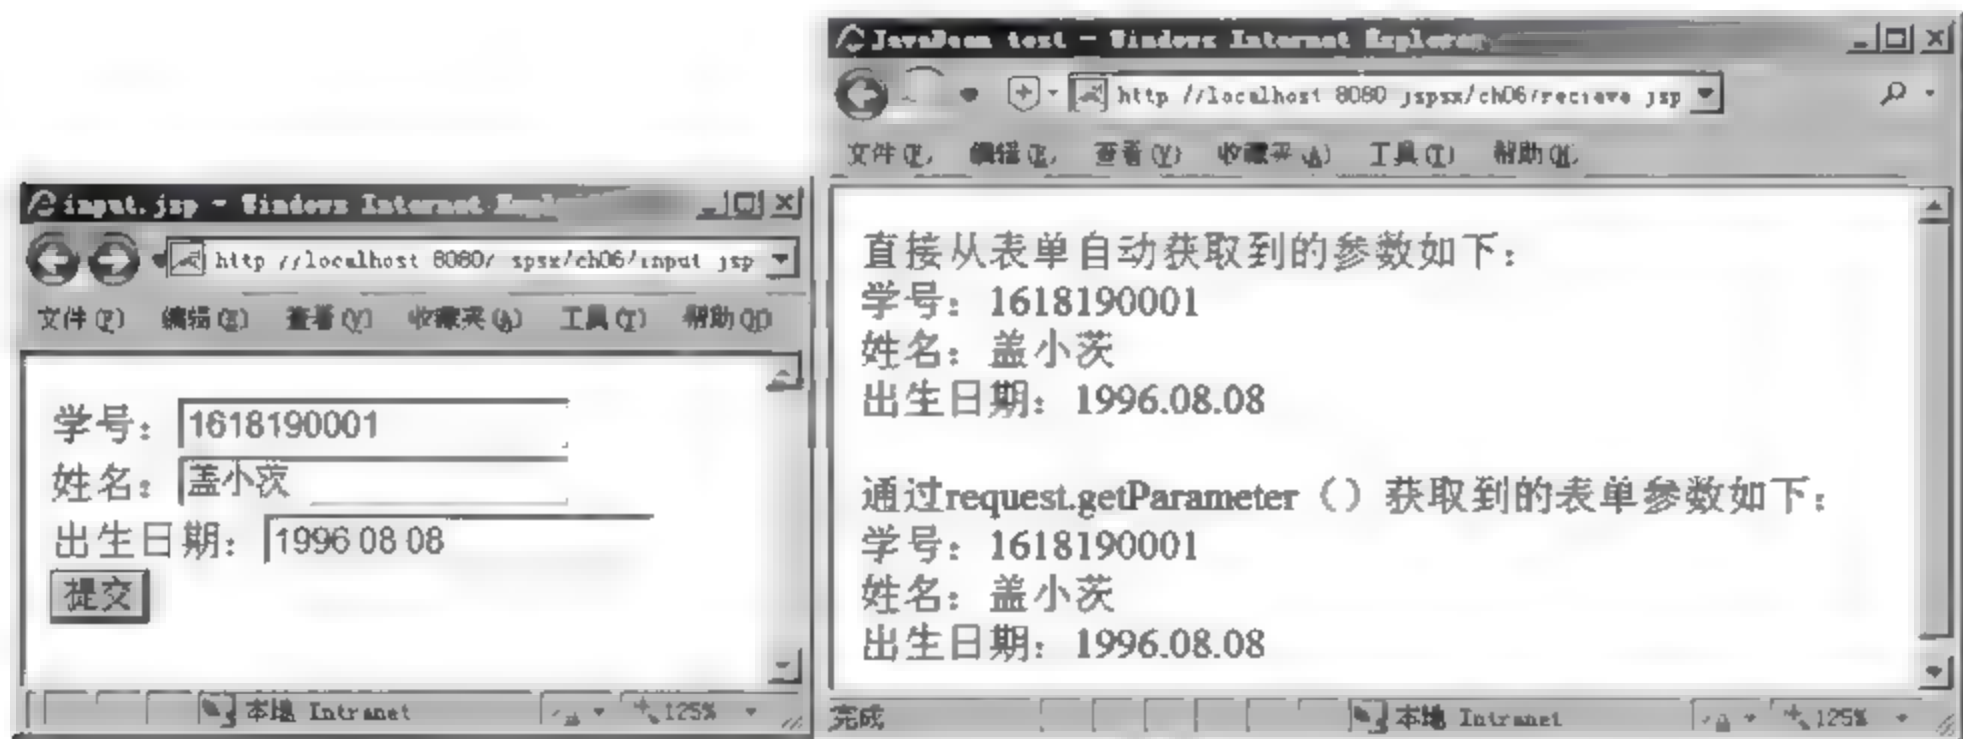 input.jsp - Windows Internet Expl
http //localhost 8080/ spsx/ch06/input jsp
文件(F) 编辑(E) 查看(V) 收藏夹(A) 工具(T) 帮助(H)
学号： 1618190001
姓名： 盖小茨
出生日期： 1996 08 08
提交
本地 Intranet
125%
JavaBean test - Windows Internet Explorer
http //localhost 8080 jspsx/ch06/recieve jsp
文件(F) 编辑(E) 查看(V) 收藏夹(A) 工具(T) 帮助(H)
直接从表单自动获取到的参数如下：
学号：1618190001
姓名：盖小茨
出生日期：1996.08.08
通过request.getParameter（）获取到的表单参数如下：
学号：1618190001
姓名：盖小茨
出生日期：1996.08.08
完成
本地 Intranet
125%